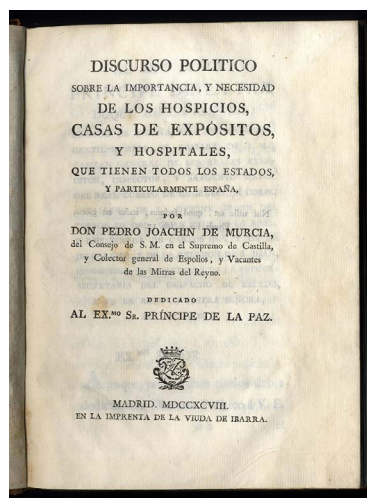 DISCURSO POLITICO
SOBRE LA IMPORTANCIA, Y NECESIDAD
DE LOS HOSPICIOS,
CASAS DE EXPÓSITOS,
Y HOSPITALES,
QUE TIENEN TODOS LOS ESTADOS,
Y PARTICULARMENTE ESPAÑA,
POR
DON PEDRO JOACHIN DE MURCIA,
del Consejo de S. M. en el Supremo de Castilla,
y Colector general de Espolios, y Vacantes
de las Mitras del Reyno.
DEDICADO
AL EX.MO SR. PRÍNCIPE DE LA PAZ.
MADRID. MDCCXCVIII.
EN LA IMPRENTA DE LA VIUDA DE IBARRA.